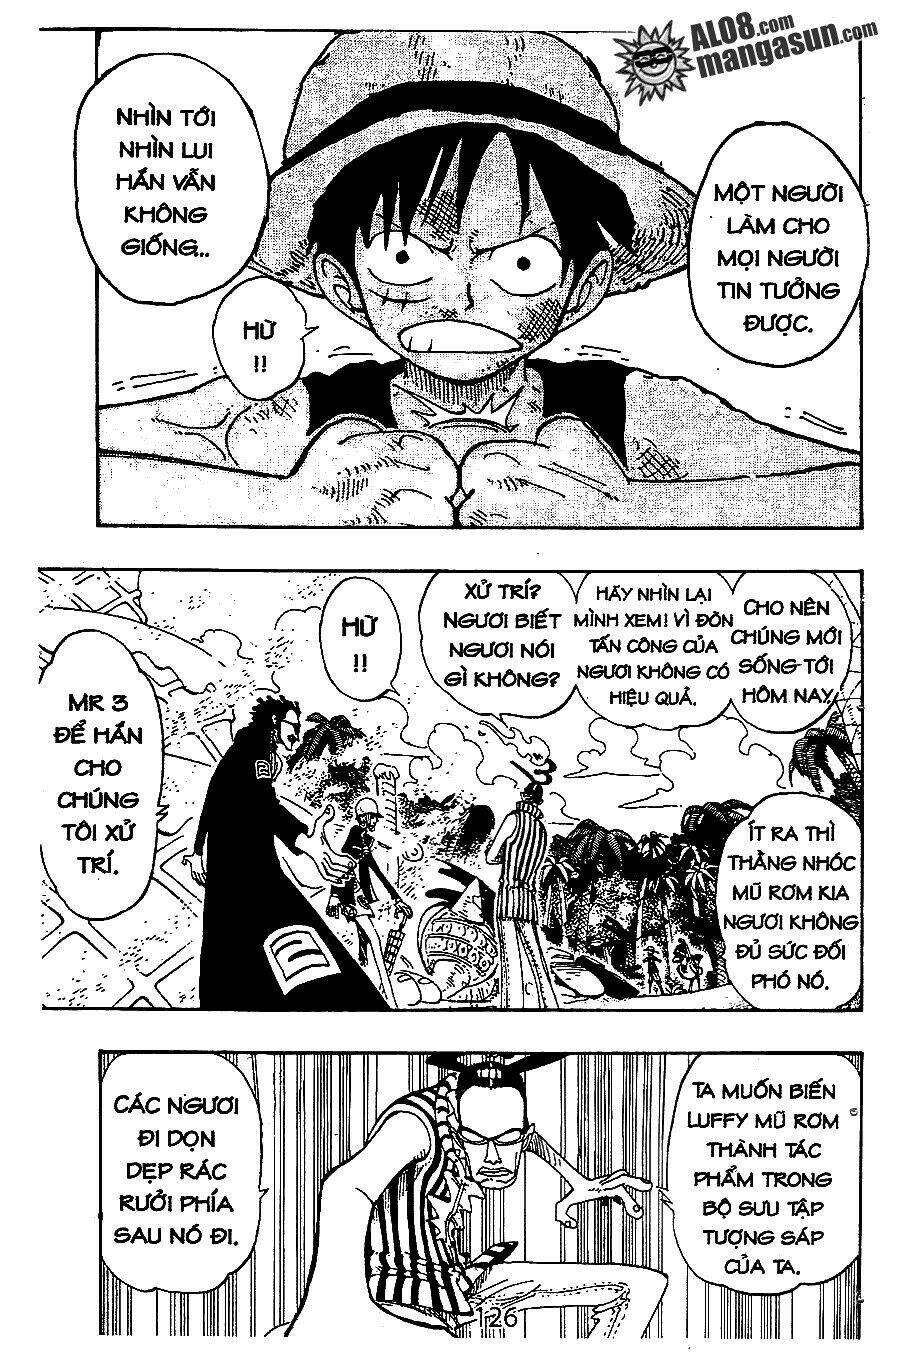 AL08.com
mangasun.com
MỘT NGƯỜI
LÀM CHO
MỌI NGƯỜI
TIN TƯỞNG
ĐƯỢC.
NHÌN TỚI
NHÌN LUI
HẮN VẪN
KHÔNG
GIỐNG...
HỪ
!!
CHO NÊN
CHÚNG MỚI
SỐNG TỚI
HÔM NAY.
HÃY NHÌN LẠI
MÌNH XEM! VÌ ĐÒN
TẤN CÔNG CỦA
NGƯƠI KHÔNG CÓ
HIỆU QUẢ.
XỬ TRÍ?
NGƯƠI BIẾT
NGƯƠI NÓI
GÌ KHÔNG?
HỪ
!!
MR 3
ĐỂ HẮN
CHO
CHÚNG
TÔI XỬ
TRÍ.
ÍT RA THÌ
THẰNG NHÓC
MŨ RƠM KIA
NGƯƠI KHÔNG
ĐỦ SỨC ĐỐI
PHÓ NÓ.
TA MUỐN BIẾN
LUFFY MŨ RƠM
THÀNH TÁC
PHẨM TRONG
BỘ SƯU TẬP
TƯỢNG SÁP
CỦA TA.
CÁC NGƯƠI
ĐI DỌN
DẸP RÁC
RƯỞI PHÍA
SAU NÓ ĐI.
126